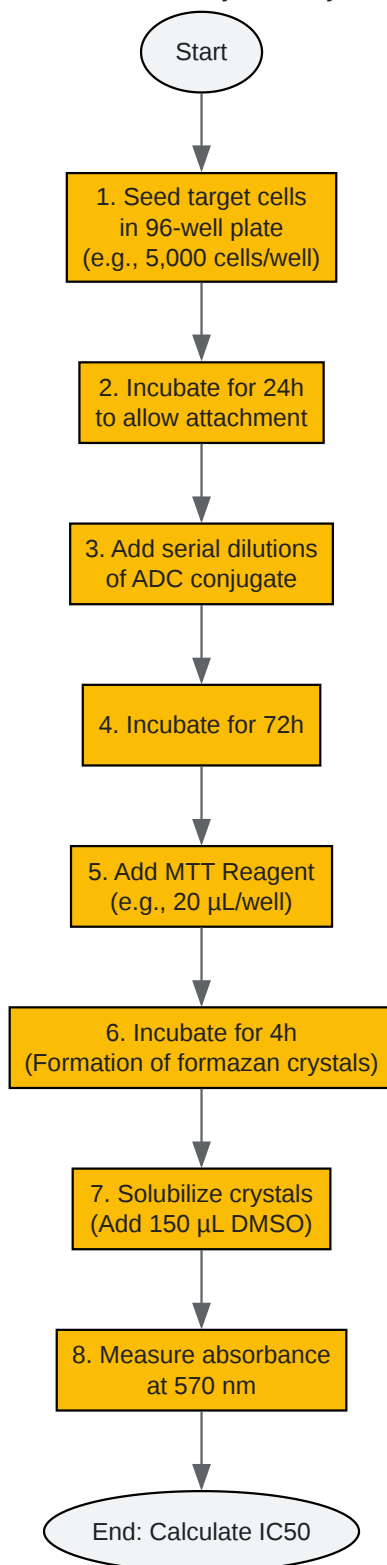 Start
1. Seed target cells
in 96-well plate
(e.g., 5,000 cells/well)
2. Incubate for 24h
to allow attachment
3. Add serial dilutions
of ADC conjugate
4. Incubate for 72h
5. Add MTT Reagent
(e.g., 20 µL/well)
6. Incubate for 4h
(Formation of formazan crystals)
7. Solubilize crystals
(Add 150 µL DMSO)
8. Measure absorbance
at 570 nm
End: Calculate IC50